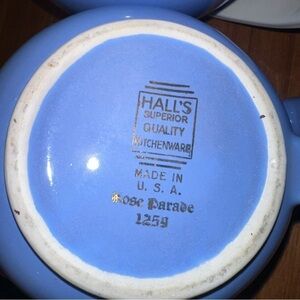 HALL'S
SUPERIOR
QUALITY
KITCHENWARE
MADE IN
U. S. A.
Rose Parade
1259